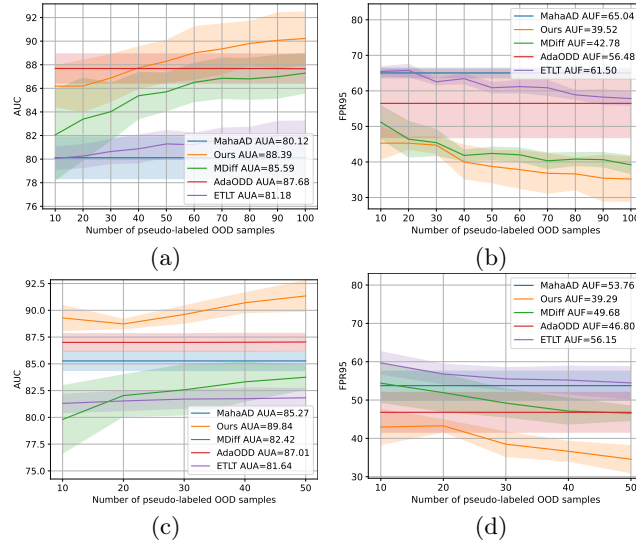 92
90
88
86
84
82
80
78
76
AUC
MahaAD AUA=80.12
Ours AUA=88.39
MDiff AUA=85.59
AdaODD AUA=87.68
ETLT AUA=81.18
10 20 30 40 50 60 70 80 90 100
Number of pseudo-labeled OOD samples
(a)
90
80
70
60
50
40
30
FPR95
MahaAD AUF=65.04
Ours AUF=39.52
MDiff AUF=42.78
AdaODD AUF=56.48
ETLT AUF=61.50
10 20 30 40 50 60 70 80 90 100
Number of pseudo-labeled OOD samples
(b)
92.5
90.0
87.5
85.0
82.5
80.0
77.5
75.0
AUC
MahaAD AUA=85.27
Ours AUA=89.84
MDiff AUA=82.42
AdaODD AUA=87.01
ETLT AUA=81.64
10 20 30 40 50
Number of pseudo-labeled OOD samples
(c)
90
80
70
60
50
40
30
FPR95
MahaAD AUF=53.76
Ours AUF=39.29
MDiff AUF=49.68
AdaODD AUF=46.80
ETLT AUF=56.15
10 20 30 40 50
Number of pseudo-labeled OOD samples
(d)